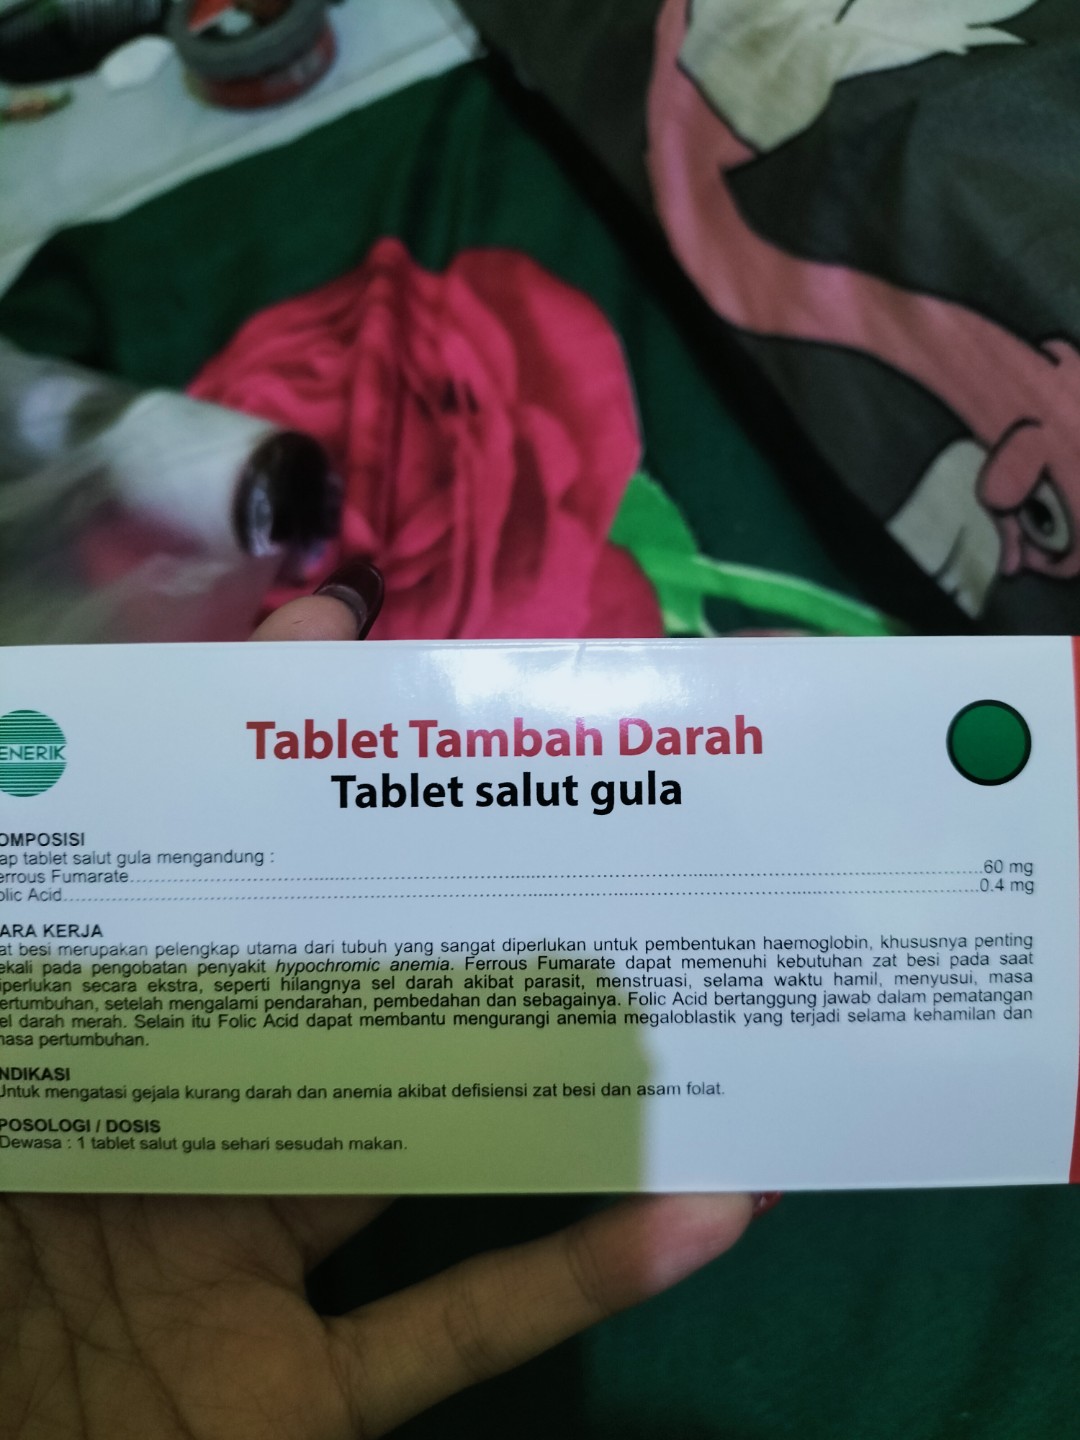 ENERIK
Tablet Tambah Darah
Tablet salut gula
OMPOSISI
ap tablet salut gula mengandung :
errous Fumarate 60 mg
olic Acid 0.4 mg
ARA KERJA
at besi merupakan pelengkap utama dari tubuh yang sangat diperlukan untuk pembentukan haemoglobin, khususnya penting
ekali pada pengobatan penyakit hypochromic anemia. Ferrous Fumarate dapat memenuhi kebutuhan zat besi pada saat
iperlukan secara ekstra, seperti hilangnya sel darah akibat parasit, menstruasi, selama waktu hamil, menyusui, masa
ertumbuhan, setelah mengalami pendarahan, pembedahan dan sebagainya. Folic Acid bertanggung jawab dalam pematangan
el darah merah. Selain itu Folic Acid dapat membantu mengurangi anemia megaloblastik yang terjadi selama kehamilan dan
masa pertumbuhan.
NDIKASI
Untuk mengatasi gejala kurang darah dan anemia akibat defisiensi zat besi dan asam folat.
POSOLOGI / DOSIS
Dewasa : 1 tablet salut gula sehari sesudah makan.